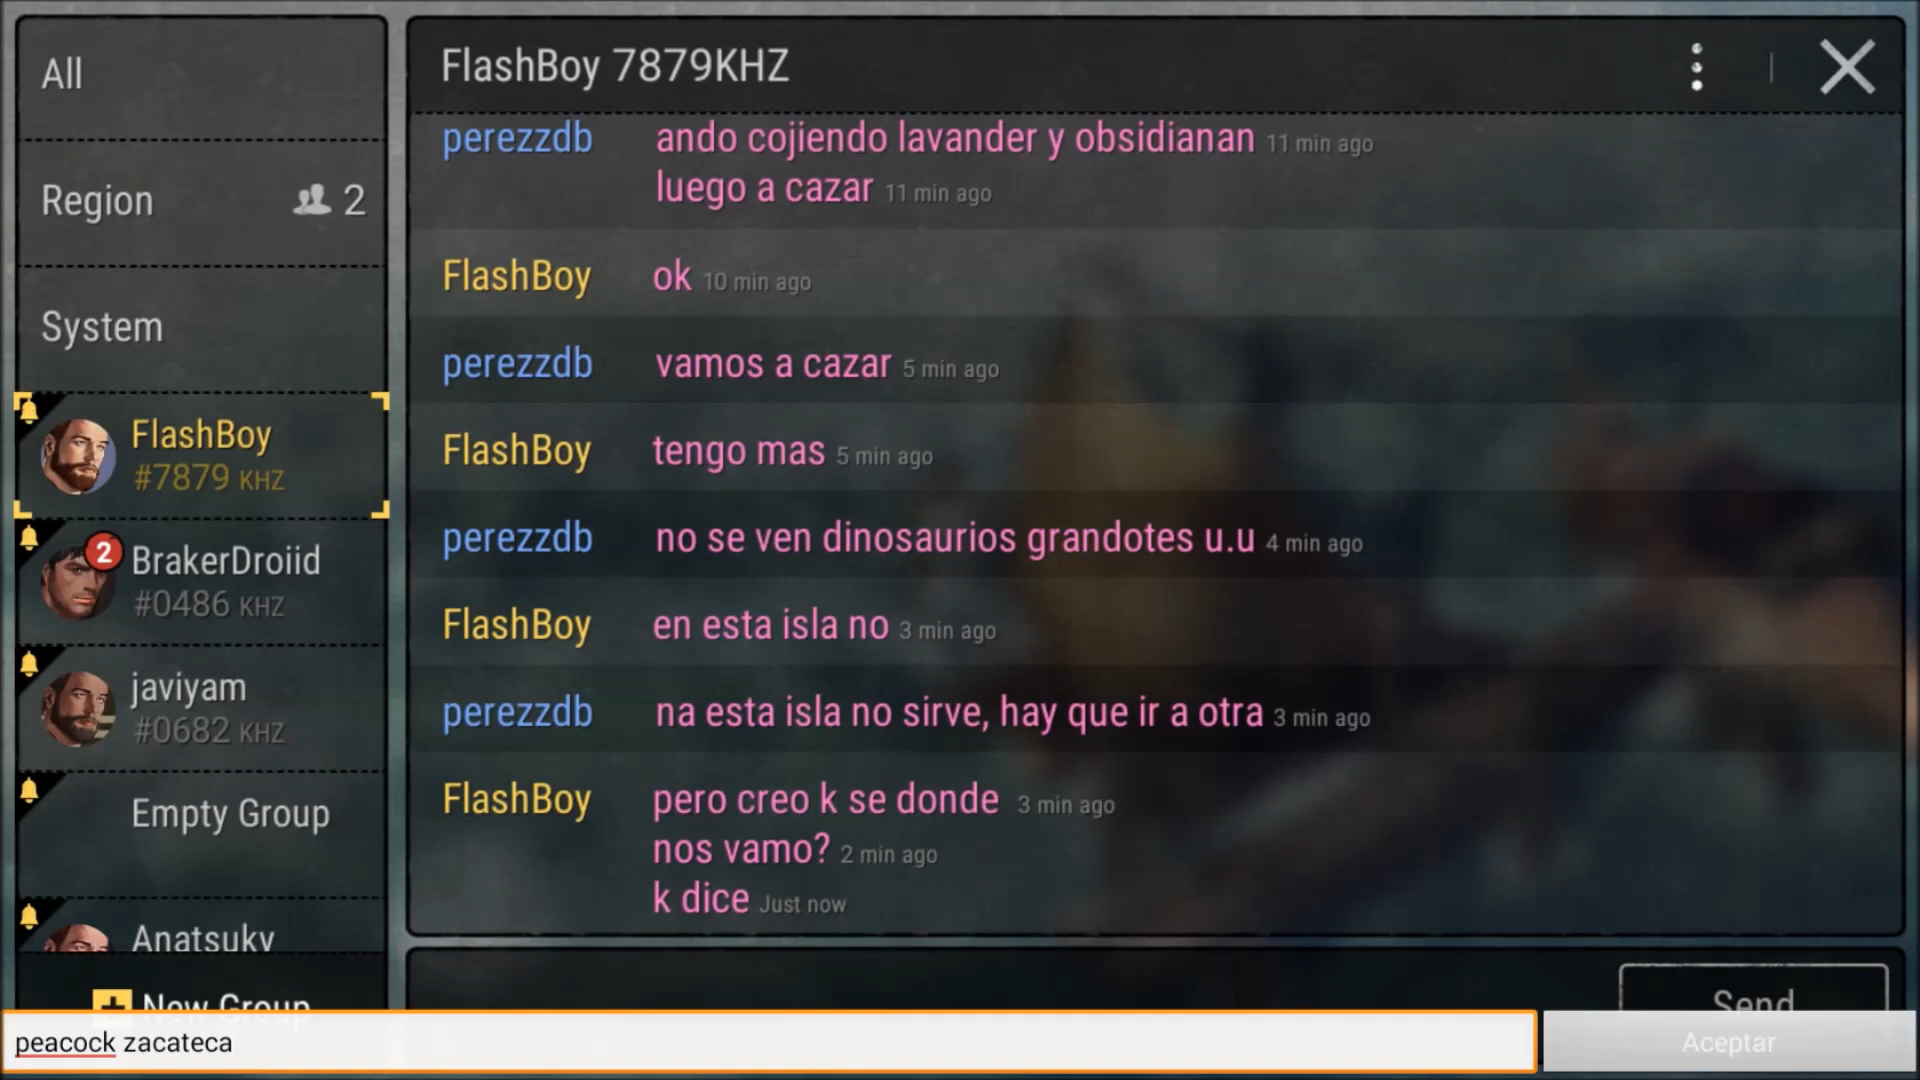 All
Region 2
System
FlashBoy
#7879 KHZ
2
BrakerDroiid
#0486 KHZ
javiyam
#0682 KHZ
Empty Group
Anatsuky
New Group
FlashBoy 7879KHZ
perezzdb ando cojiendo lavander y obsidianan 11 min ago
luego a cazar 11 min ago
FlashBoy ok 10 min ago
perezzdb vamos a cazar 5 min ago
FlashBoy tengo mas 5 min ago
perezzdb no se ven dinosaurios grandotes u.u 4 min ago
FlashBoy en esta isla no 3 min ago
perezzdb na esta isla no sirve, hay que ir a otra 3 min ago
FlashBoy pero creo k se donde 3 min ago
nos vamo? 2 min ago
k dice Just now
Send
peacock zacateca
Aceptar